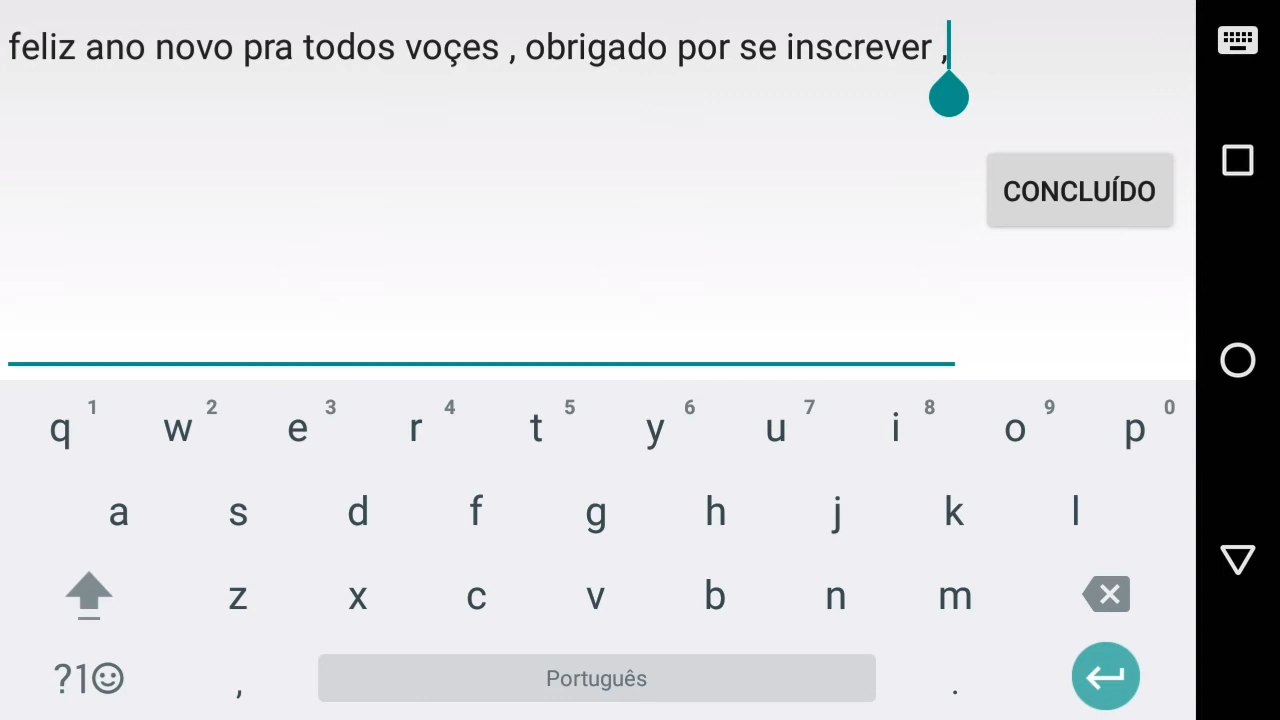 feliz ano novo pra todos voçes , obrigado por se inscrever ,
CONCLUÍDO
q 1 w 2 e 3 r 4 t 5 y 6 u 7 i 8 o 9 p 0
a s d f g h j k l
z x c v b n m
?1☺ , Português .